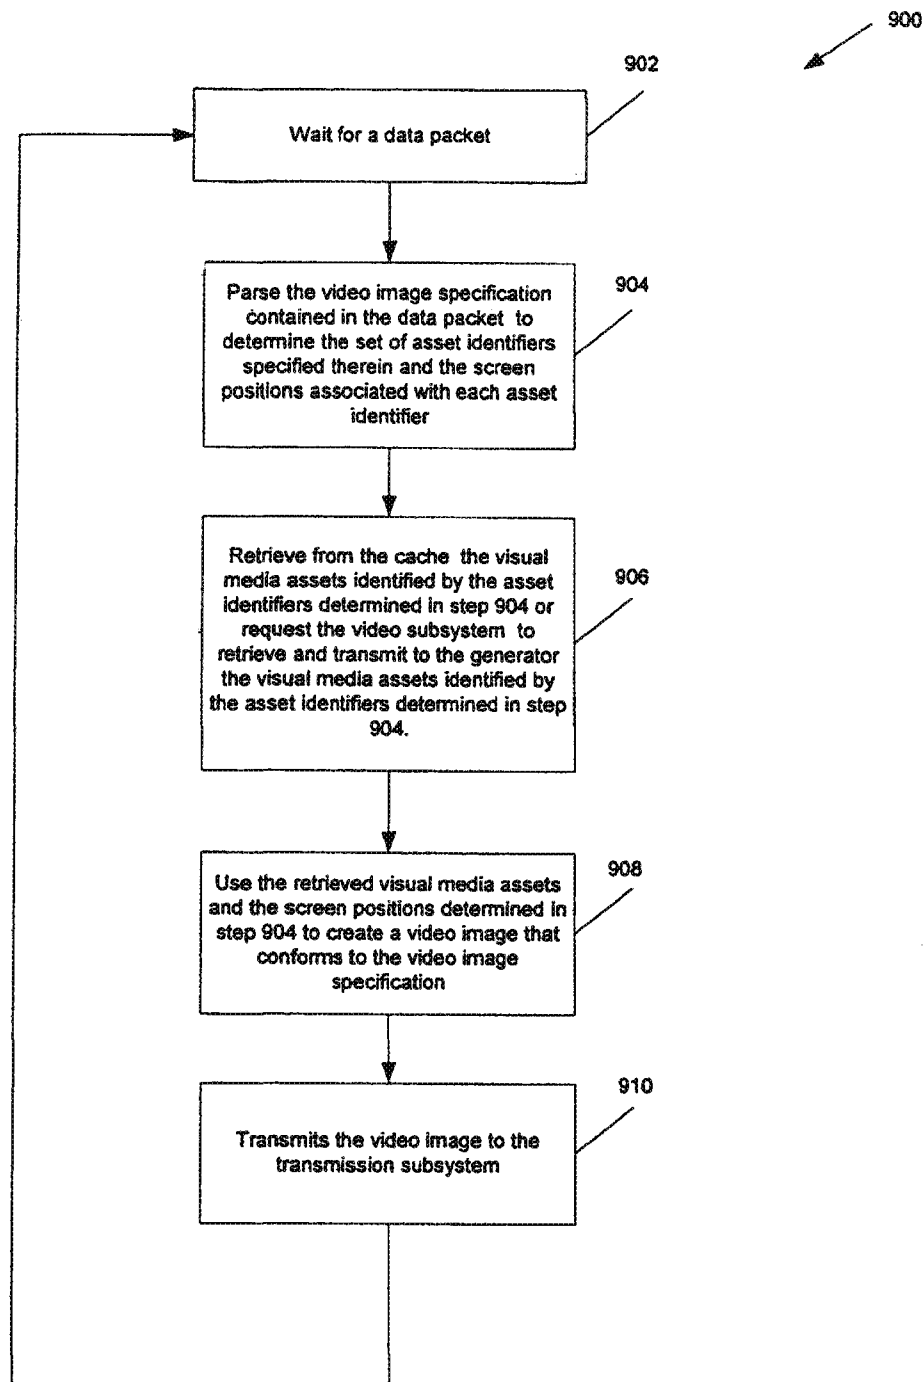 900
902
Wait for a data packet
904
Parse the video image specification
contained in the data packet to
determine the set of asset identifiers
specified therein and the screen
positions associated with each asset
identifier
906
Retrieve from the cache the visual
media assets identified by the asset
identifiers determined in step 904 or
request the video subsystem to
retrieve and transmit to the generator
the visual media assets identified by
the asset identifiers determined in step
904.
908
Use the retrieved visual media assets
and the screen positions determined in
step 904 to create a video image that
conforms to the video image
specification
910
Transmits the video image to the
transmission subsystem